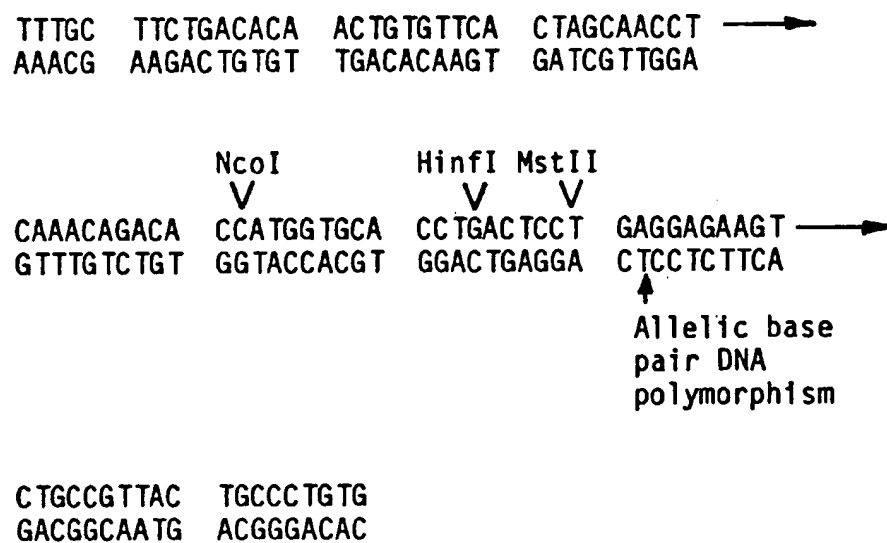 TTTGC TTCTGACACA ACTGTGTTCA CTAGCAACCT
AAACG AAGACTGTGT TGACACAAGT GATCGTTGGA
NcoI HinfI MstII
CAAACAGACA CCATGGTGCA CCTGACTCCT GAGGAGAAGT
GTTTGTCTGT GGTACCACGT GGACTGAGGA CTCCTCTTCA
Allelic base
pair DNA
polymorphism
CTGCCGTTAC TGCCCTGTG
GACGGCAATG ACGGGACAC